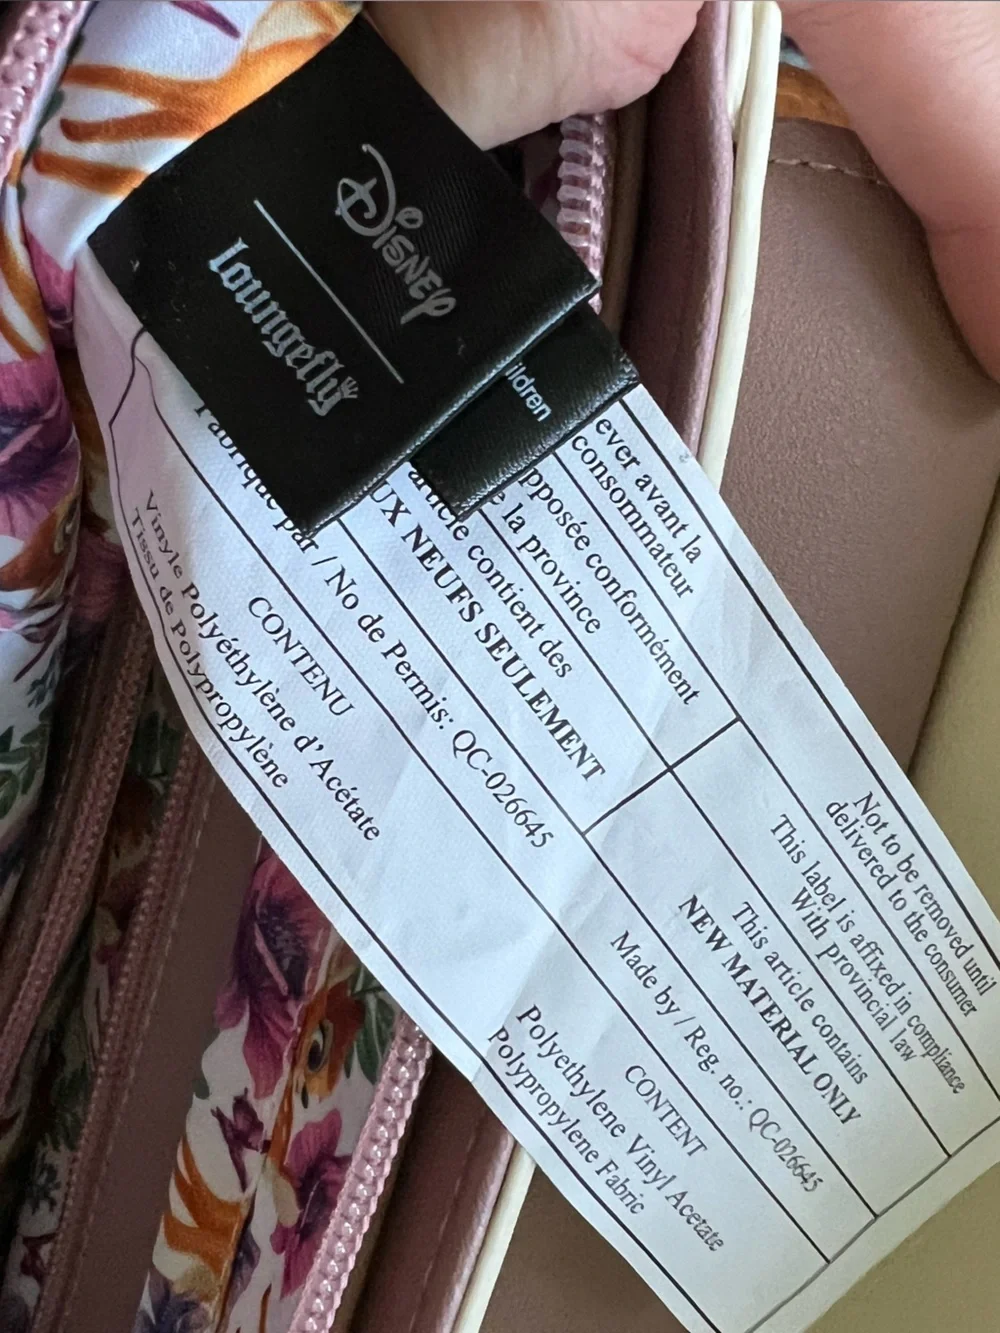 Disney
loungefly
ildren
ever avant la
consommateur
pposée conformément
e la province
article contient des
UX NEUFS SEULEMENT
Fabriqué par / No de Permis: QC-026645
CONTENU
Vinyle Polyéthylène d' Acétate
Tissu de Polypropylène
Not to be removed until
delivered to the consumer
This label is affixed in compliance
With provincial law
This article contains
NEW MATERIAL ONLY
Made by / Reg. no.: QC-026645
CONTENT
Polyethylene Vinyl Acetate
Polypropylene Fabric